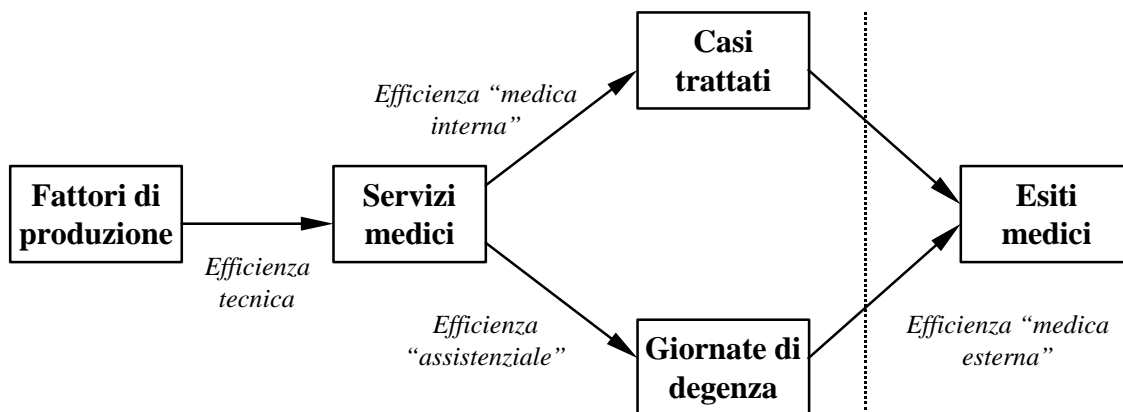 Casi
trattati
Efficienza “medica
interna”
Fattori di
produzione
Servizi
medici
Esiti
medici
Efficienza
tecnica
Efficienza
“assistenziale”
Giornate di
degenza
Efficienza “medica
esterna”